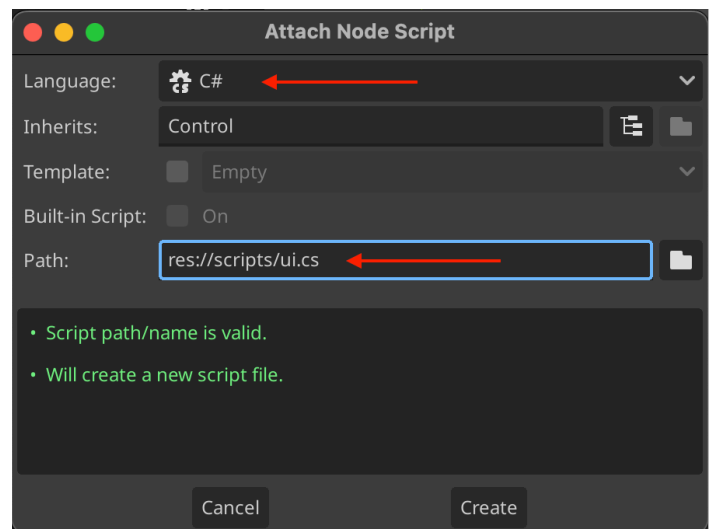 Attach Node Script
Language: C#
Inherits: Control
Template: Empty
Built-in Script: On
Path: res://scripts/ui.cs
• Script path/name is valid.
• Will create a new script file.
Cancel Create